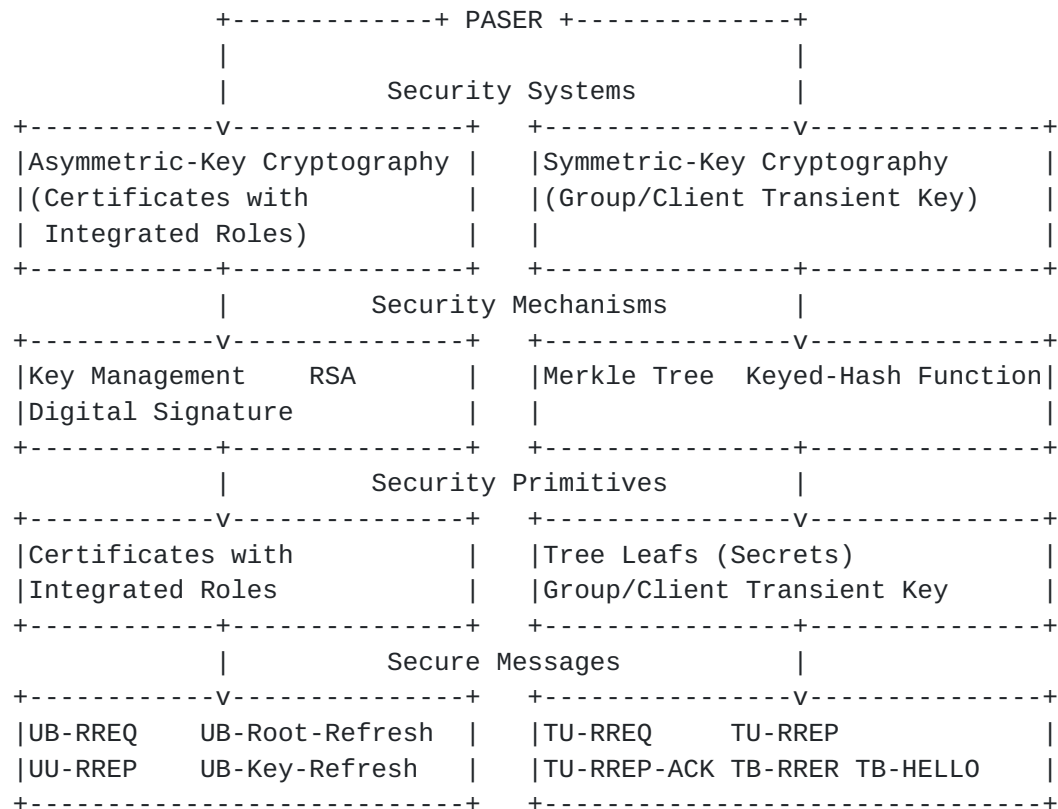 +-------------+ PASER +--------------+
|                                    |
|          Security Systems          |
+------------v---------------+   +----------------v---------------+
|Asymmetric-Key Cryptography |   |Symmetric-Key Cryptography      |
|(Certificates with          |   |(Group/Client Transient Key)    |
| Integrated Roles)          |   |                                |
+------------+---------------+   +----------------+---------------+
|         Security Mechanisms        |
+------------v---------------+   +----------------v---------------+
|Key Management    RSA       |   |Merkle Tree  Keyed-Hash Function|
|Digital Signature           |   |                                |
+------------+---------------+   +----------------+---------------+
|         Security Primitives        |
+------------v---------------+   +----------------v---------------+
|Certificates with           |   |Tree Leafs (Secrets)            |
|Integrated Roles            |   |Group/Client Transient Key      |
+------------+---------------+   +----------------+---------------+
|          Secure Messages           |
+------------v---------------+   +----------------v---------------+
|UB-RREQ    UB-Root-Refresh  |   |TU-RREQ     TU-RREP             |
|UU-RREP    UB-Key-Refresh   |   |TU-RREP-ACK TB-RRER TB-HELLO    |
+----------------------------+   +--------------------------------+